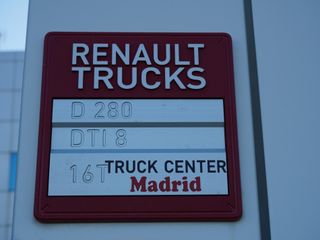 RENAULT
TRUCKS
D 280
DTI 8
16T
TRUCK CENTER
Madrid